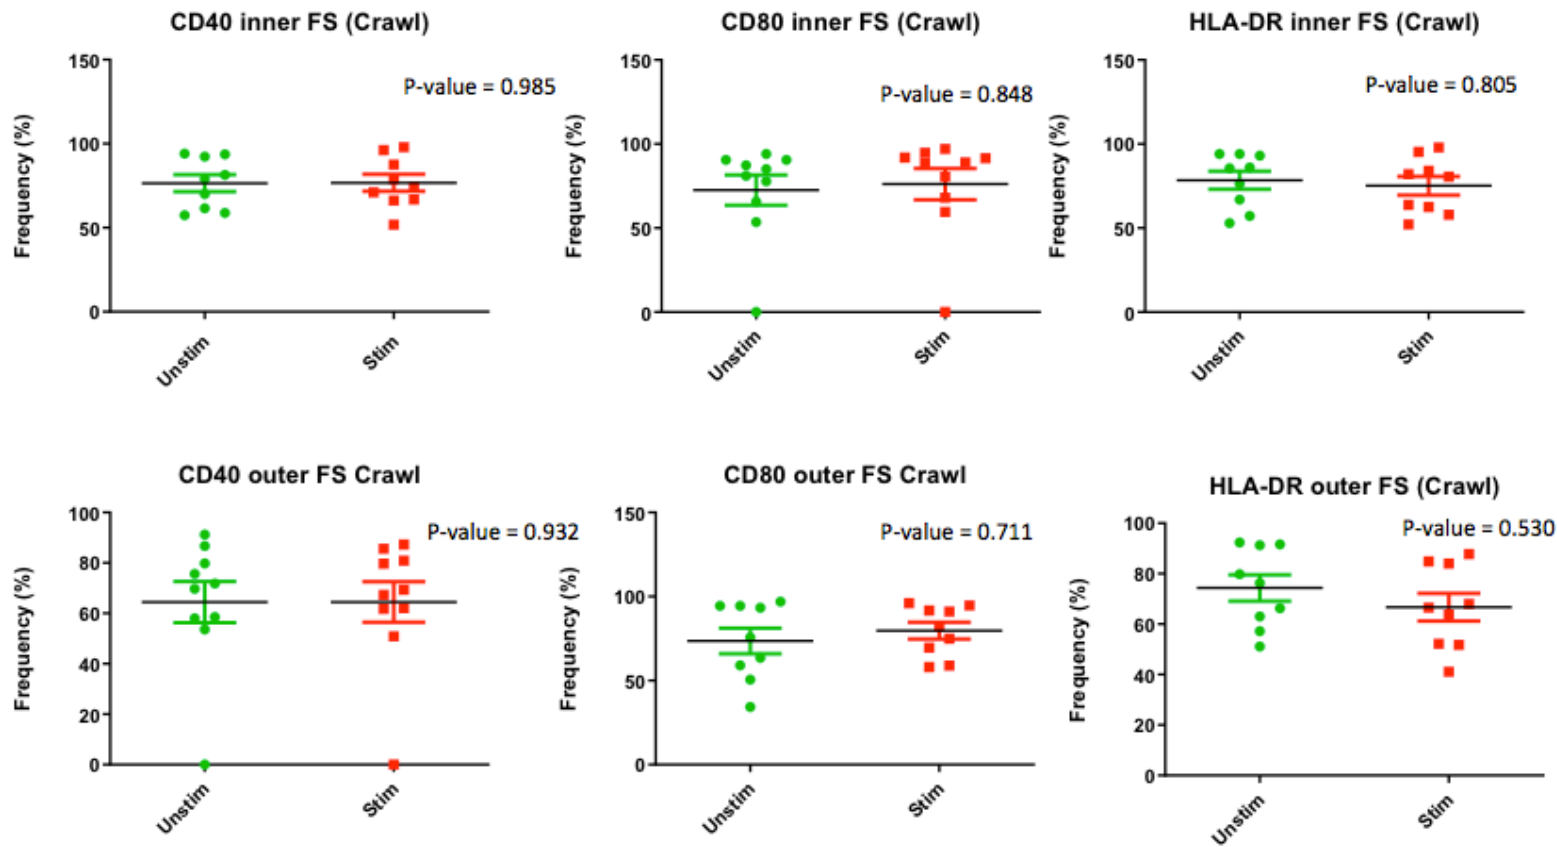 CD40 inner FS (Crawl)
P-value = 0.985
Frequency (%)
150
100
50
0
Unstim
Stim
CD80 inner FS (Crawl)
P-value = 0.848
Frequency (%)
150
100
50
0
Unstim
Stim
HLA-DR inner FS (Crawl)
P-value = 0.805
Frequency (%)
150
100
50
0
Unstim
Stim
CD40 outer FS Crawl
P-value = 0.932
Frequency (%)
100
80
60
40
20
0
Unstim
Stim
CD80 outer FS Crawl
P-value = 0.711
Frequency (%)
150
100
50
0
Unstim
Stim
HLA-DR outer FS (Crawl)
P-value = 0.530
Frequency (%)
100
80
60
40
20
0
Unstim
Stim